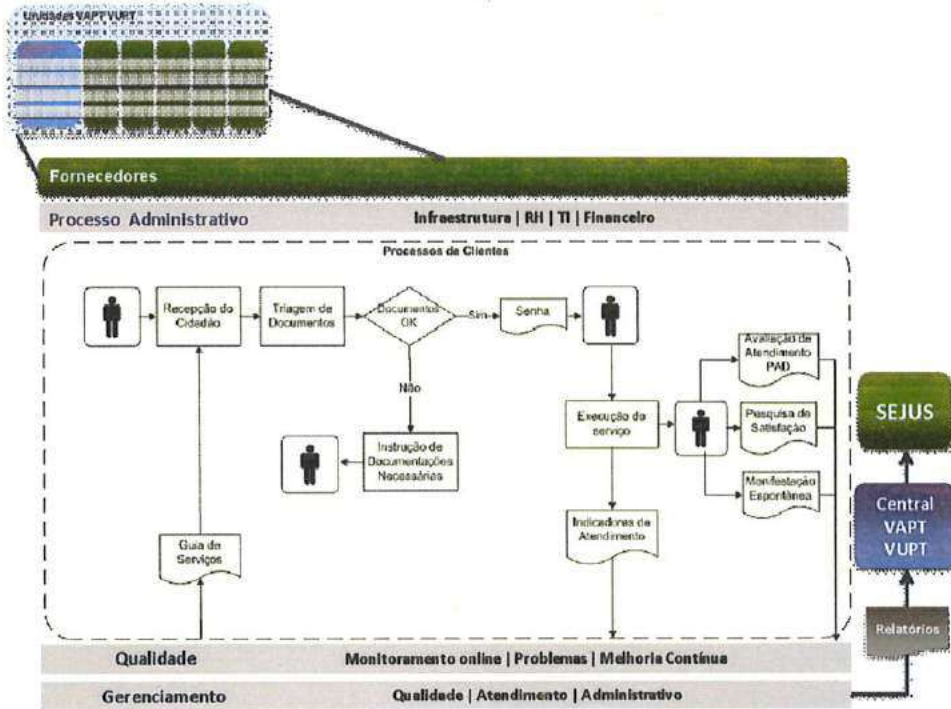 Unidades VAPT VUPT
Fornecedores
Processo Administrativo
Infraestrutura | RH | TI | Financeiro
Processos de Clientes
Recepção do
Cidadão
Triagem de
Documentos
Documentos
OK
Sim
Senha
Não
Instrução de
Documentações
Necessárias
Guia de
Serviços
Execução do
serviço
Indicadores de
Atendimento
Avaliação de
Atendimento
PAD
Pesquisa de
Satisfação
Manifestação
Espontânea
SEJUS
Central
VAPT
VUPT
Relatórios
Qualidade
Monitoramento online | Problemas | Melhoria Contínua
Gerenciamento
Qualidade | Atendimento | Administrativo